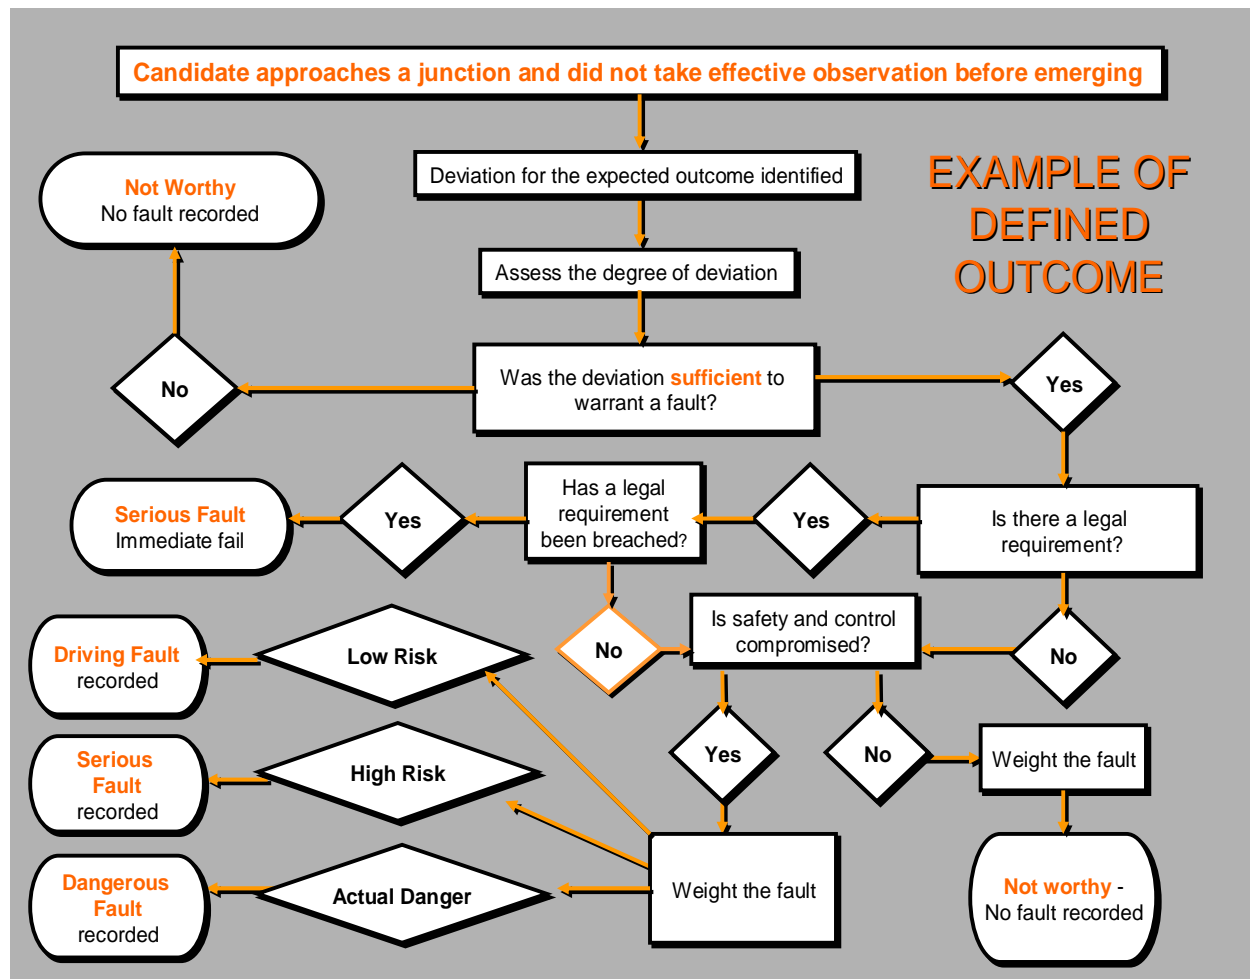 Candidate approaches a junction and did not take effective observation before emerging
Deviation for the expected outcome identified
EXAMPLE OF
DEFINED
OUTCOME
Not Worthy
No fault recorded
Assess the degree of deviation
No
Was the deviation sufficient to
warrant a fault?
Yes
Serious Fault
Immediate fail
Yes
Has a legal
requirement
been breached?
Yes
Is there a legal
requirement?
Driving Fault
recorded
Low Risk
No
Is safety and control
compromised?
No
Serious
Fault
recorded
High Risk
Yes
No
Weight the fault
Dangerous
Fault
recorded
Actual Danger
Weight the fault
Not worthy -
No fault recorded